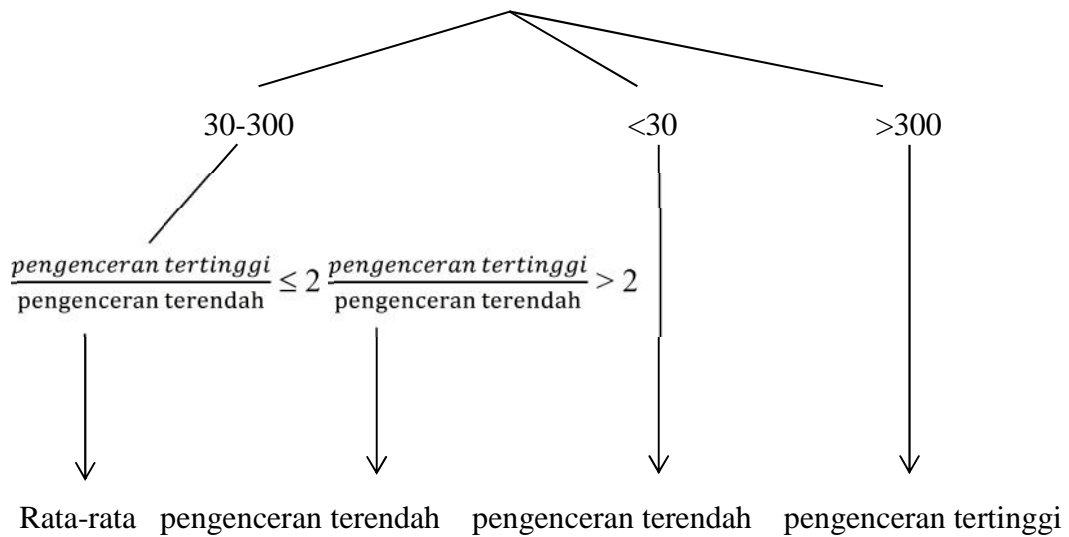 30-300 <30 >300
pengenceran tertinggi / pengenceran terendah ≤ 2 pengenceran tertinggi / pengenceran terendah > 2
Rata-rata pengenceran terendah pengenceran terendah pengenceran tertinggi